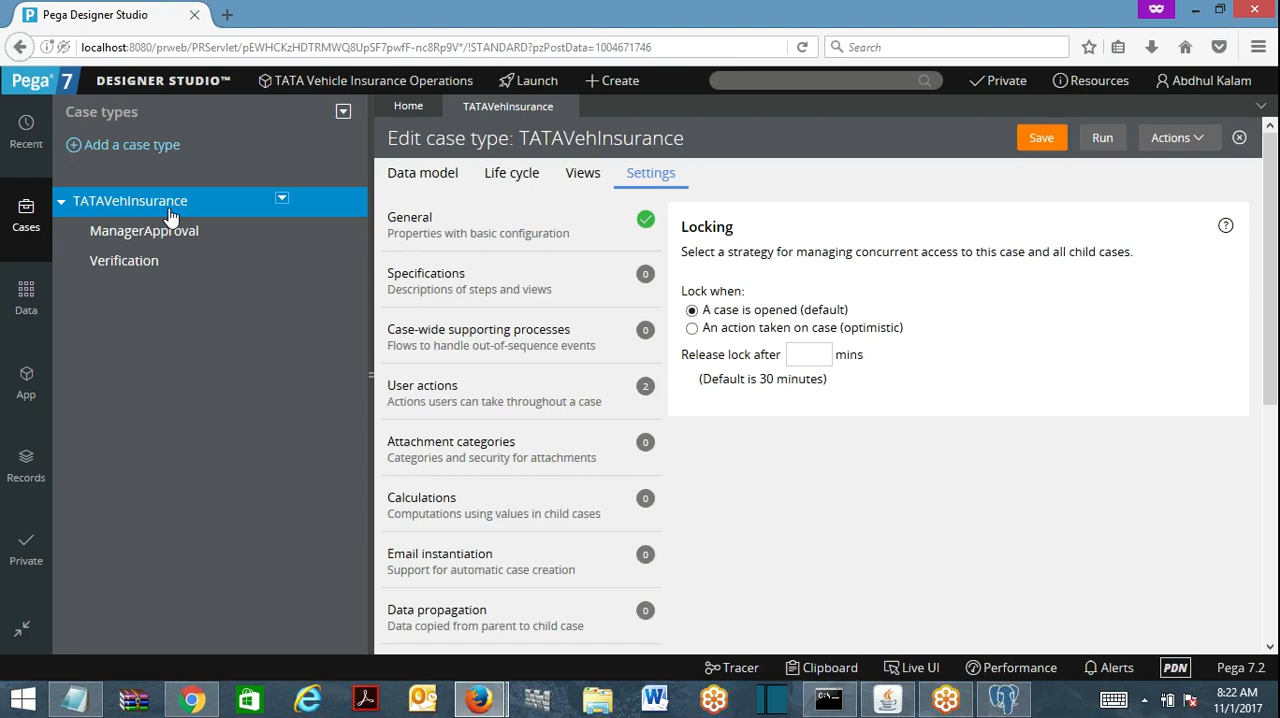 Pega Designer Studio
localhost:8080/prweb/PRServlet/pEWHCKzHDTRMWQ8UpSF7pwfF-nc8Rp9V*/!STANDARD?pzPostData=1004671746
Search
Pega 7
DESIGNER STUDIO™
TATA Vehicle Insurance Operations
Launch
Create
Private
Resources
Abdhul Kalam
Recent
Cases
Data
App
Records
Private
Case types
Add a case type
TATAVehInsurance
ManagerApproval
Verification
Home
TATAVehInsurance
Edit case type: TATAVehInsurance
Save
Run
Actions
Data model
Life cycle
Views
Settings
General
Properties with basic configuration
Specifications
0
Descriptions of steps and views
Case-wide supporting processes
0
Flows to handle out-of-sequence events
User actions
2
Actions users can take throughout a case
Attachment categories
0
Categories and security for attachments
Calculations
0
Computations using values in child cases
Email instantiation
0
Support for automatic case creation
Data propagation
0
Data copied from parent to child case
Locking
Select a strategy for managing concurrent access to this case and all child cases.
Lock when:
A case is opened (default)
An action taken on case (optimistic)
Release lock after
mins
(Default is 30 minutes)
Tracer
Clipboard
Live UI
Performance
Alerts
PDN
Pega 7.2
8:22 AM
11/1/2017